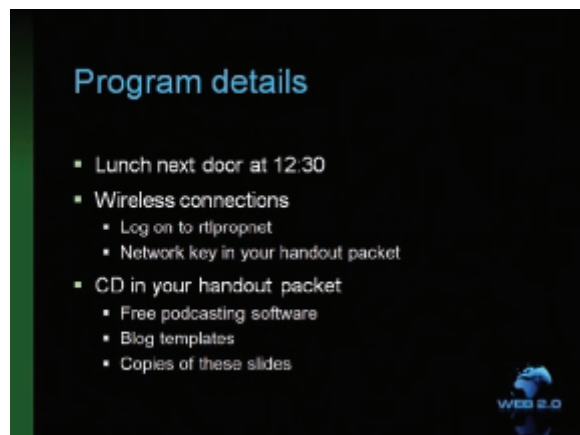 Program details
Lunch next door at 12:30
Wireless connections
Log on to rtlpropnet
Network key in your handout packet
CD in your handout packet
Free podcasting software
Blog templates
Copies of these slides
WEB 2.0